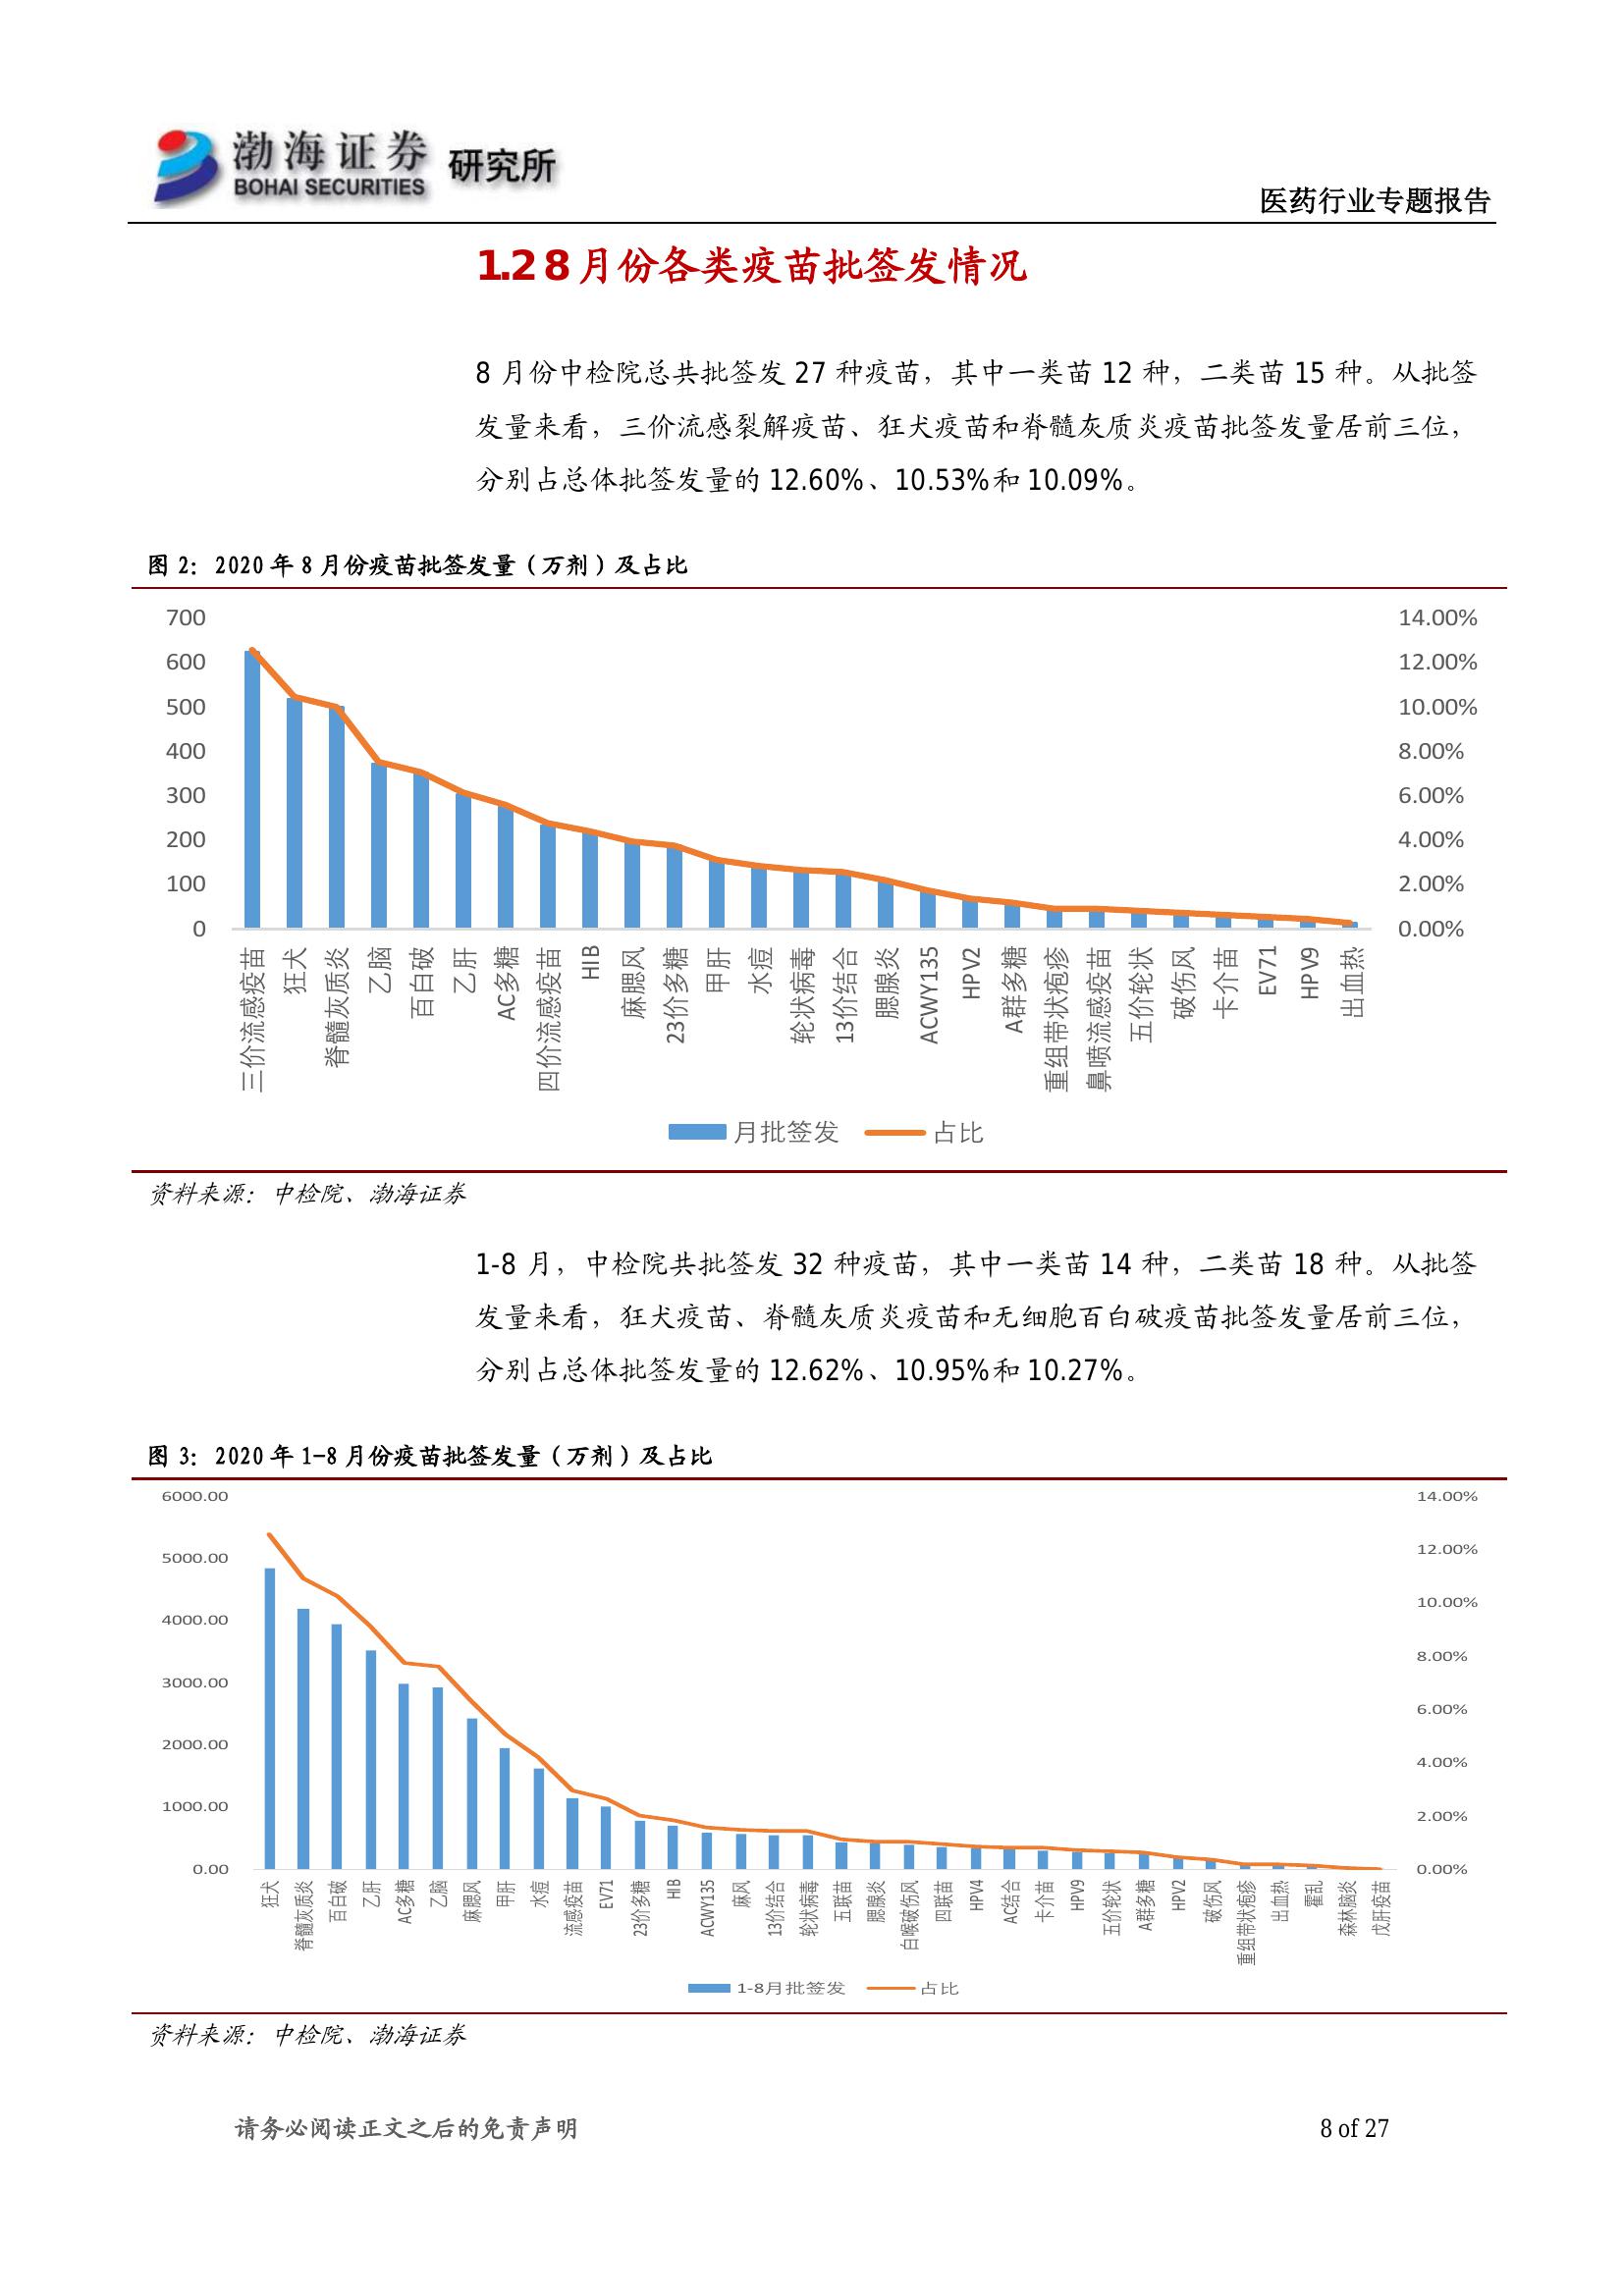 渤海证券
BOHAI SECURITIES
研究所
医药行业专题报告
1.2 8 月份各类疫苗批签发情况
8 月份中检院总共批签发 27 种疫苗，其中一类苗 12 种，二类苗 15 种。从批签
发量来看，三价流感裂解疫苗、狂犬疫苗和脊髓灰质炎疫苗批签发量居前三位，
分别占总体批签发量的 12.60%、10.53%和 10.09%。
图 2：2020 年 8 月份疫苗批签发量（万剂）及占比
700
600
500
400
300
200
100
0
14.00%
12.00%
10.00%
8.00%
6.00%
4.00%
2.00%
0.00%
三价流感疫苗
狂犬
脊髓灰质炎
乙脑
百白破
乙肝
AC多糖
四价流感疫苗
HIB
麻腮风
23价多糖
甲肝
水痘
轮状病毒
13价结合
腮腺炎
ACWY135
HPV2
A群多糖
重组带状疱疹
鼻喷流感疫苗
五价轮状
破伤风
卡介苗
EV71
HPV9
出血热
月批签发
占比
资料来源：中检院、渤海证券
1-8 月，中检院共批签发 32 种疫苗，其中一类苗 14 种，二类苗 18 种。从批签
发量来看，狂犬疫苗、脊髓灰质炎疫苗和无细胞百白破疫苗批签发量居前三位，
分别占总体批签发量的 12.62%、10.95%和 10.27%。
图 3：2020 年 1-8 月份疫苗批签发量（万剂）及占比
6000.00
5000.00
4000.00
3000.00
2000.00
1000.00
0.00
14.00%
12.00%
10.00%
8.00%
6.00%
4.00%
2.00%
0.00%
狂犬
脊髓灰质炎
百白破
乙肝
AC多糖
乙脑
麻腮风
甲肝
水痘
流感疫苗
EV71
23价多糖
HIB
ACWY135
麻风
13价结合
轮状病毒
五联苗
腮腺炎
白喉破伤风
四联苗
HPV4
AC结合
卡介苗
HPV9
五价轮状
A群多糖
HPV2
破伤风
重组带状疱疹
出血热
霍乱
森林脑炎
戊肝疫苗
1-8月批签发
占比
资料来源：中检院、渤海证券
请务必阅读正文之后的免责声明
8 of 27